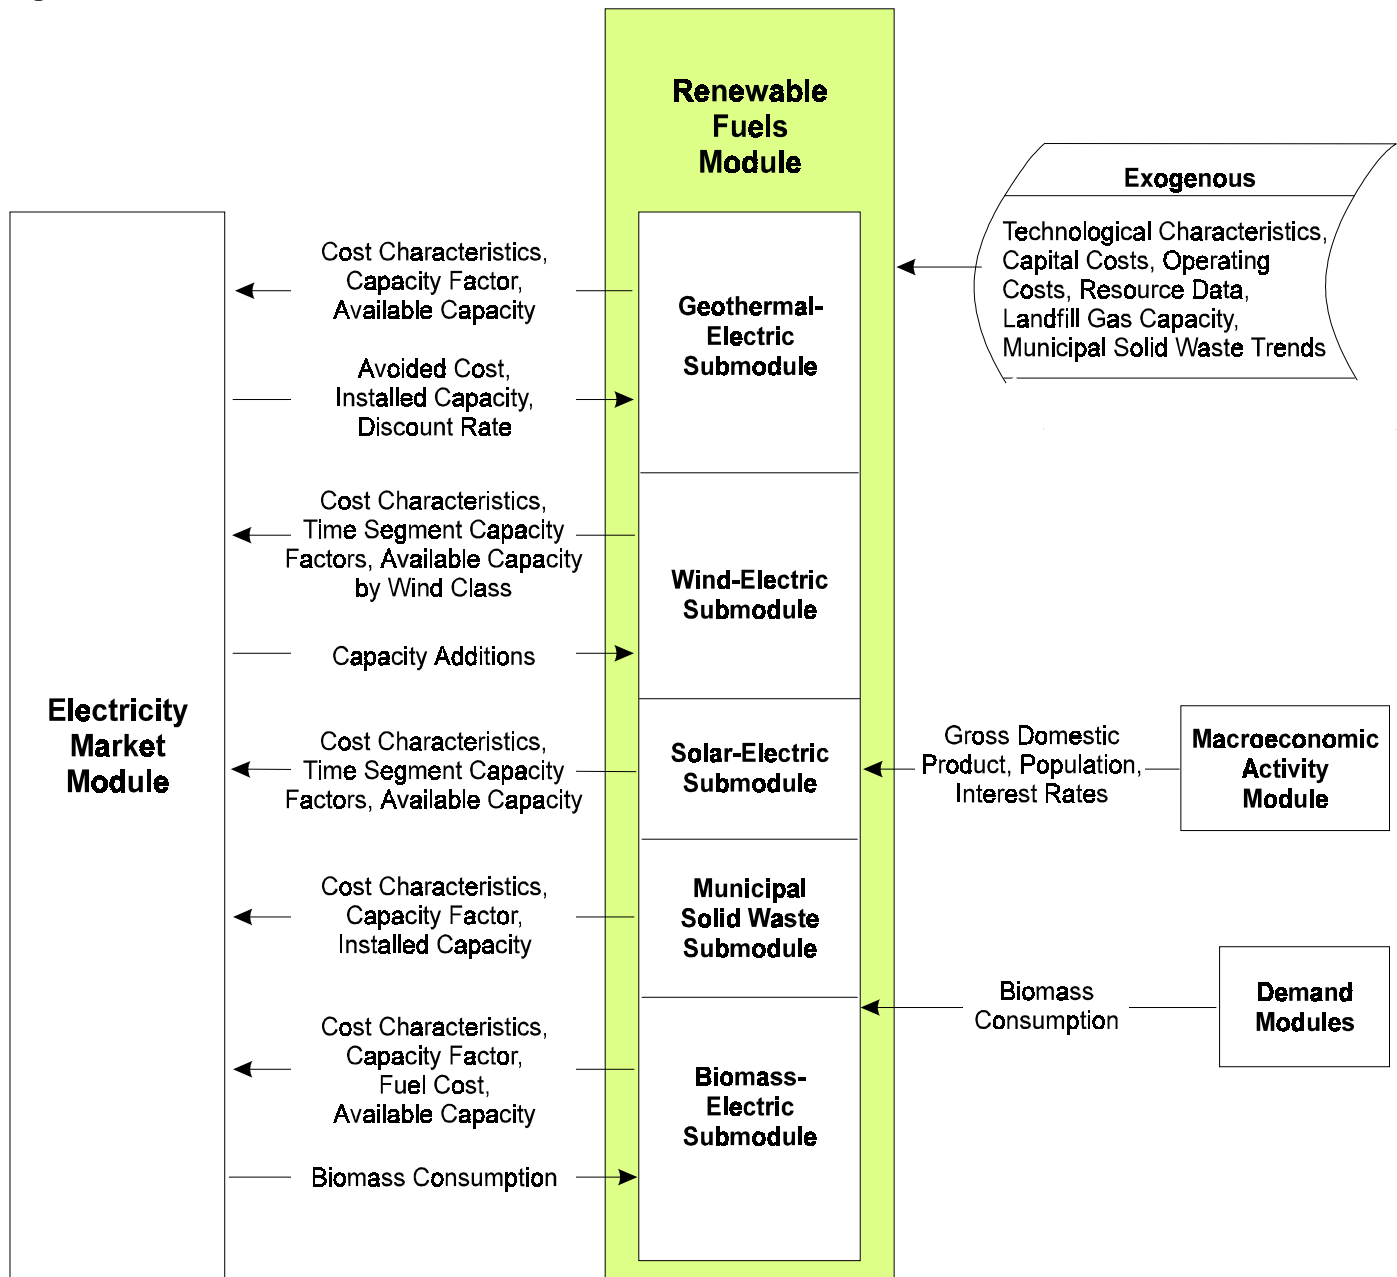 Renewable
Fuels
Module
Exogenous
Technological Characteristics,
Capital Costs, Operating
Costs, Resource Data,
Landfill Gas Capacity,
Municipal Solid Waste Trends
Cost Characteristics,
Capacity Factor,
Available Capacity
Geothermal-
Electric
Submodule
Avoided Cost,
Installed Capacity,
Discount Rate
Cost Characteristics,
Time Segment Capacity
Factors, Available Capacity
by Wind Class
Wind-Electric
Submodule
Capacity Additions
Electricity
Market
Module
Cost Characteristics,
Time Segment Capacity
Factors, Available Capacity
Solar-Electric
Submodule
Gross Domestic
Product, Population,
Interest Rates
Macroeconomic
Activity
Module
Cost Characteristics,
Capacity Factor,
Installed Capacity
Municipal
Solid Waste
Submodule
Biomass
Consumption
Demand
Modules
Cost Characteristics,
Capacity Factor,
Fuel Cost,
Available Capacity
Biomass-
Electric
Submodule
Biomass Consumption